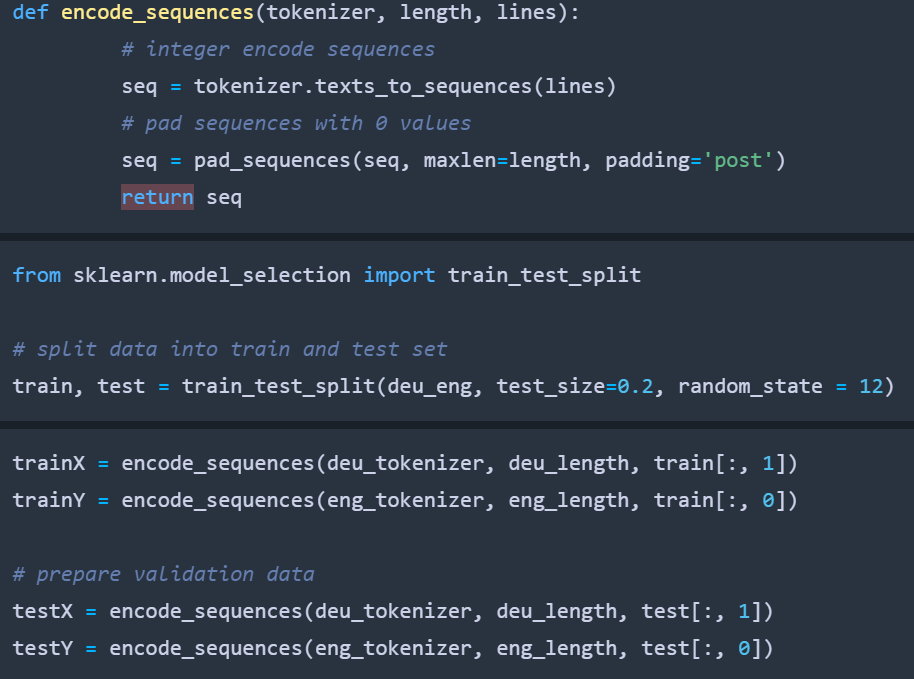 def encode_sequences(tokenizer, length, lines):
         # integer encode sequences
         seq = tokenizer.texts_to_sequences(lines)
         # pad sequences with 0 values
         seq = pad_sequences(seq, maxlen=length, padding='post')
         return seq
from sklearn.model_selection import train_test_split
# split data into train and test set
train, test = train_test_split(deu_eng, test_size=0.2, random_state = 12)
trainX = encode_sequences(deu_tokenizer, deu_length, train[:, 1])
trainY = encode_sequences(eng_tokenizer, eng_length, train[:, 0])
# prepare validation data
testX = encode_sequences(deu_tokenizer, deu_length, test[:, 1])
testY = encode_sequences(eng_tokenizer, eng_length, test[:, 0])